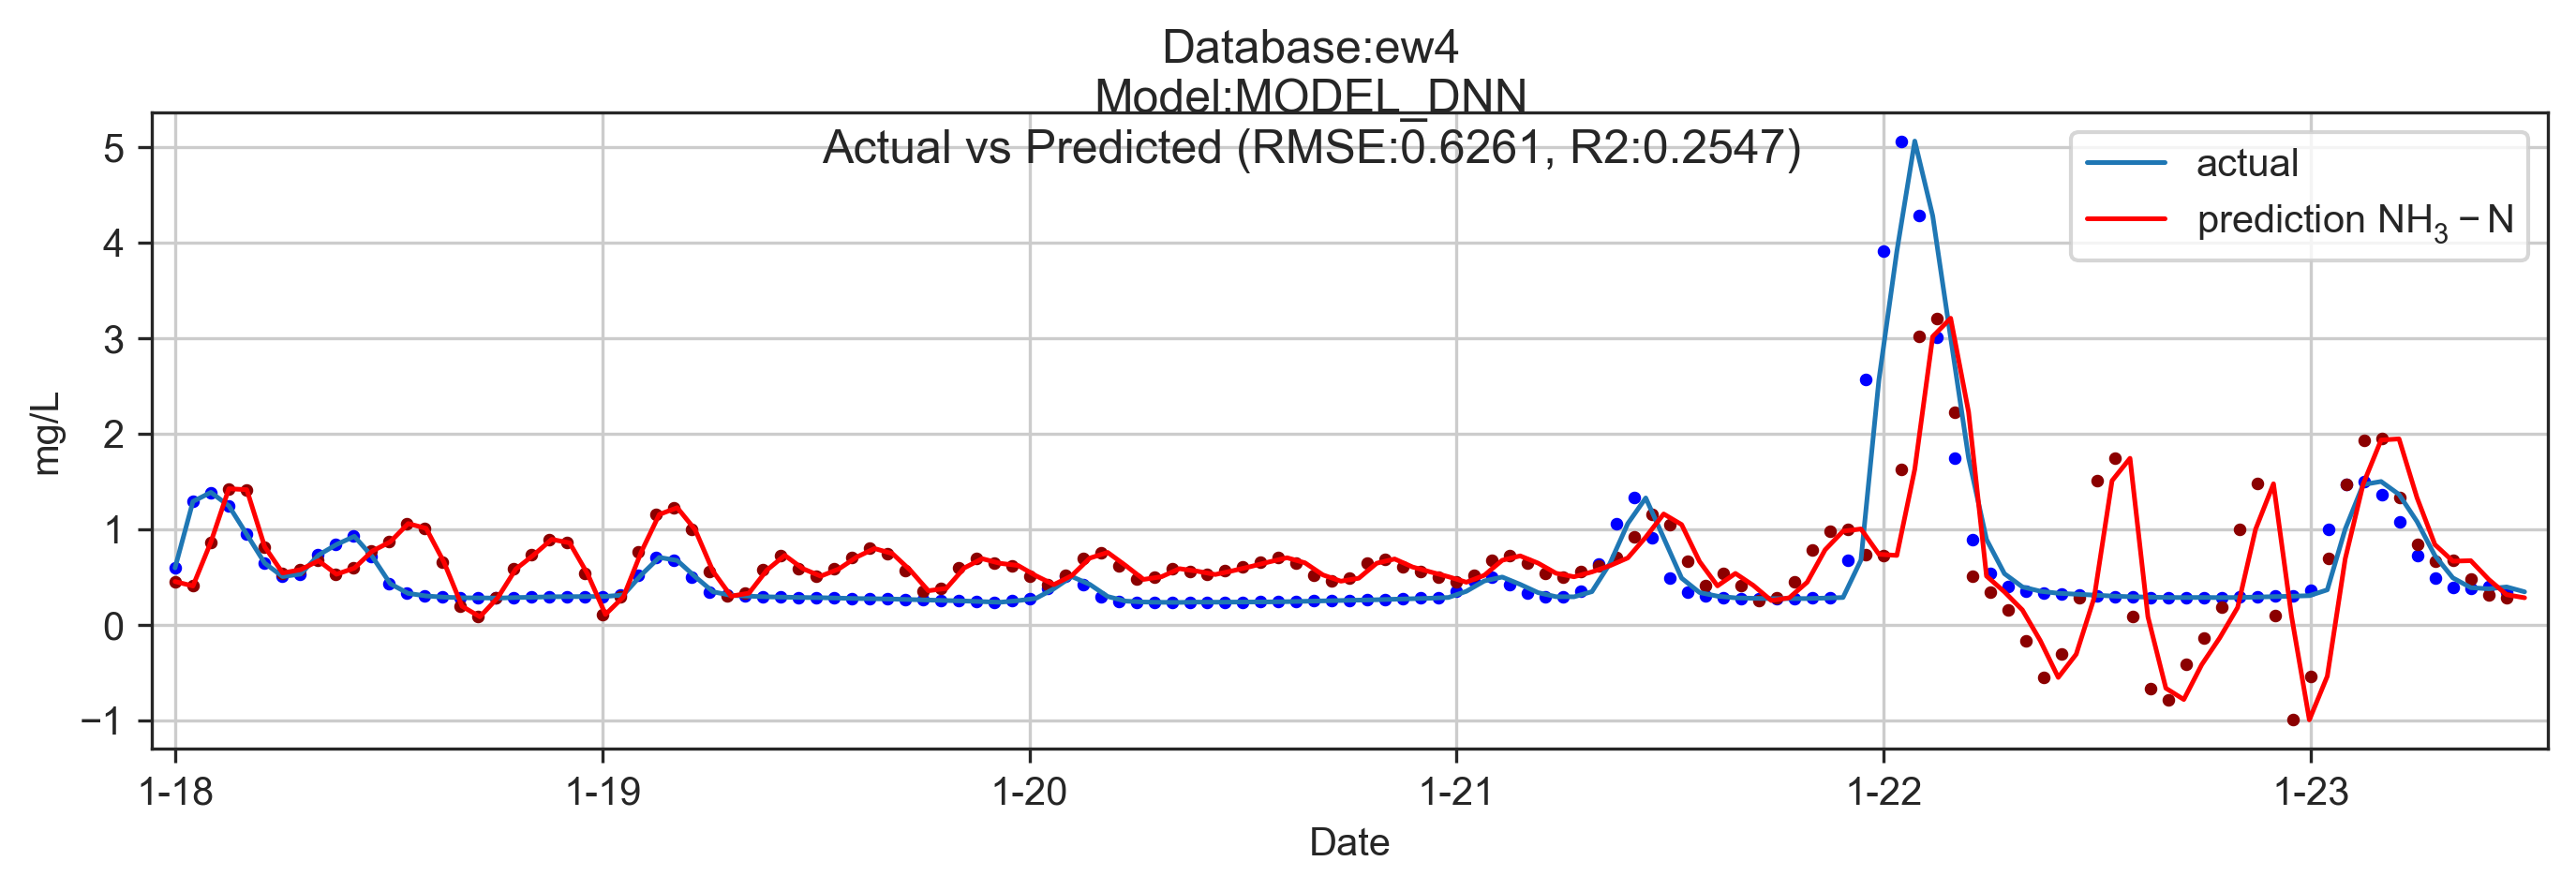 Database:ew4
Model:MODEL_DNN
Actual vs Predicted (RMSE:0.6261, R2:0.2547)
actual
prediction NH₃ − N
5
4
3
2
1
0
−1
mg/L
1-18 1-19 1-20 1-21 1-22 1-23
Date